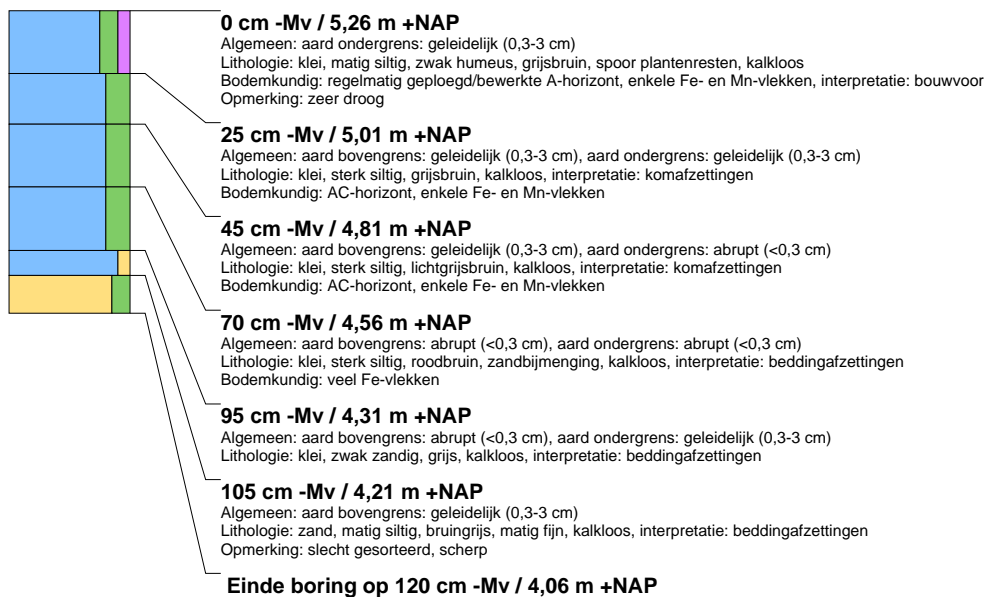 0 cm -Mv / 5,26 m +NAP
Algemeen: aard ondergrens: geleidelijk (0,3-3 cm)
Lithologie: klei, matig siltig, zwak humeus, grijsbruin, spoor plantenresten, kalkloos
Bodemkundig: regelmatig geploegd/bewerkte A-horizont, enkele Fe- en Mn-vlekken, interpretatie: bouwvoor
Opmerking: zeer droog
25 cm -Mv / 5,01 m +NAP
Algemeen: aard bovengrens: geleidelijk (0,3-3 cm), aard ondergrens: geleidelijk (0,3-3 cm)
Lithologie: klei, sterk siltig, grijsbruin, kalkloos, interpretatie: komafzettingen
Bodemkundig: AC-horizont, enkele Fe- en Mn-vlekken
45 cm -Mv / 4,81 m +NAP
Algemeen: aard bovengrens: geleidelijk (0,3-3 cm), aard ondergrens: abrupt (<0,3 cm)
Lithologie: klei, sterk siltig, lichtgrijsbruin, kalkloos, interpretatie: komafzettingen
Bodemkundig: AC-horizont, enkele Fe- en Mn-vlekken
70 cm -Mv / 4,56 m +NAP
Algemeen: aard bovengrens: abrupt (<0,3 cm), aard ondergrens: abrupt (<0,3 cm)
Lithologie: klei, sterk siltig, roodbruin, zandbijmenging, kalkloos, interpretatie: beddingafzettingen
Bodemkundig: veel Fe-vlekken
95 cm -Mv / 4,31 m +NAP
Algemeen: aard bovengrens: abrupt (<0,3 cm), aard ondergrens: geleidelijk (0,3-3 cm)
Lithologie: klei, zwak zandig, grijs, kalkloos, interpretatie: beddingafzettingen
105 cm -Mv / 4,21 m +NAP
Algemeen: aard bovengrens: geleidelijk (0,3-3 cm)
Lithologie: zand, matig siltig, bruingrijs, matig fijn, kalkloos, interpretatie: beddingafzettingen
Opmerking: slecht gesorteerd, scherp
Einde boring op 120 cm -Mv / 4,06 m +NAP